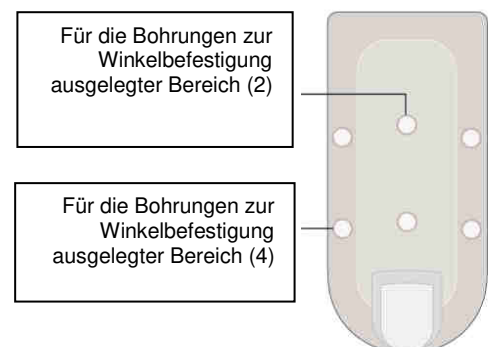 Für die Bohrungen zur
Winkelbefestigung
ausgelegter Bereich (2)
Für die Bohrungen zur
Winkelbefestigung
ausgelegter Bereich (4)